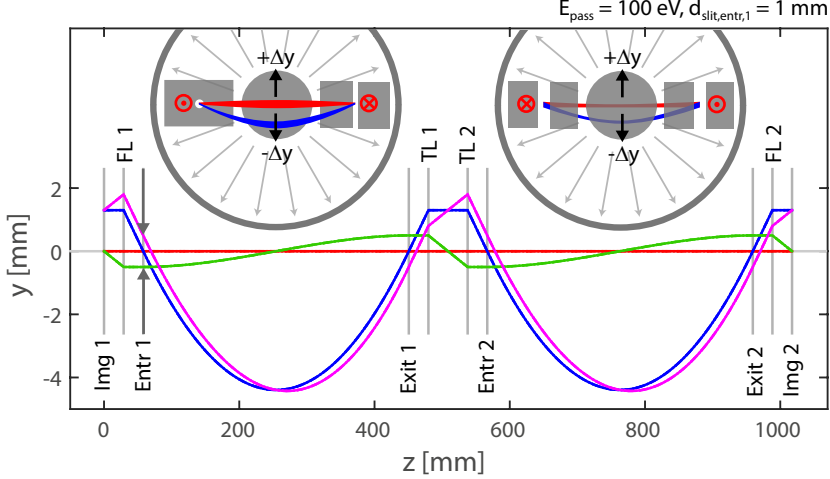 E_pass = 100 eV, d_slit,entr,1 = 1 mm
+Δy
+Δy
-Δy
-Δy
FL 1
TL 1
TL 2
FL 2
2
0
-2
-4
y [mm]
Img 1
Entr 1
Exit 1
Entr 2
Exit 2
Img 2
0
200
400
600
800
1000
z [mm]